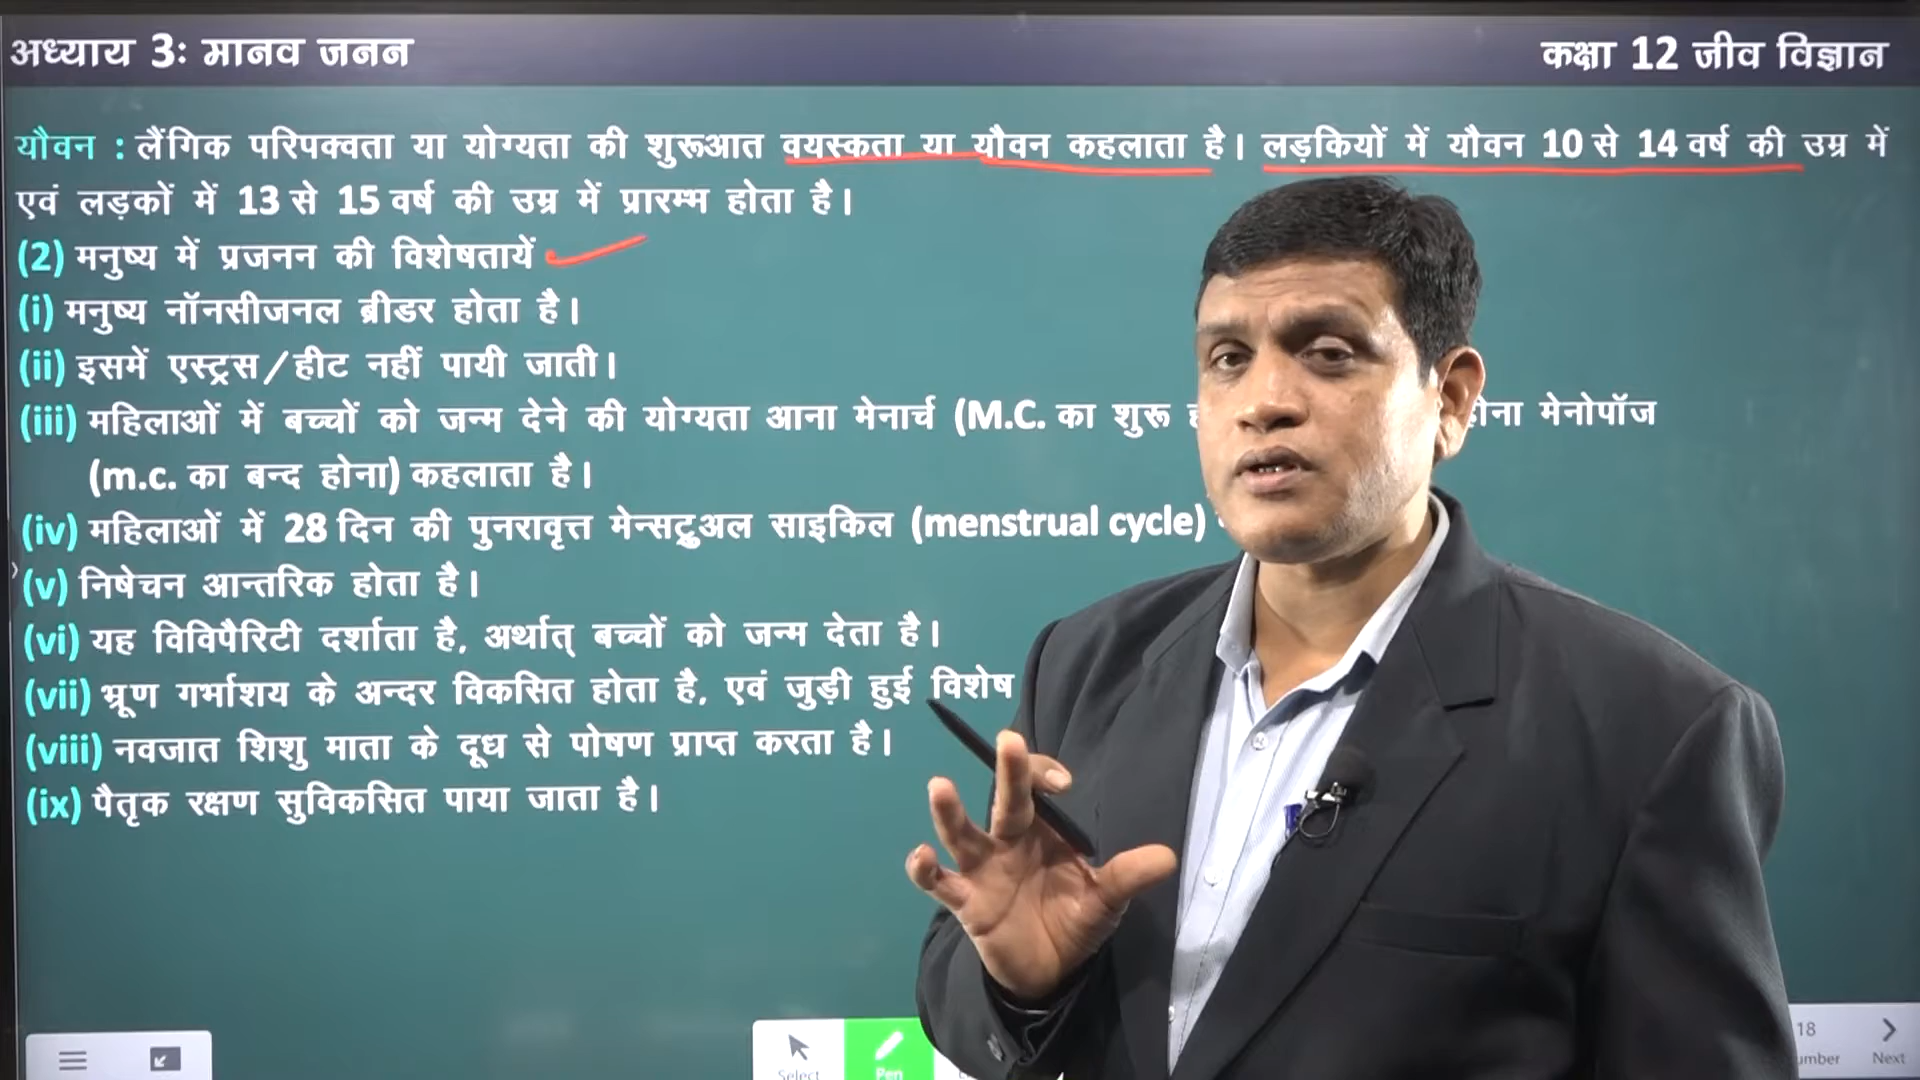 अध्याय 3: मानव जनन
कक्षा 12 जीव विज्ञान
यौवन : लैंगिक परिपक्वता या योग्यता की शुरूआत वयस्कता या यौवन कहलाता है। लड़कियों में यौवन 10 से 14 वर्ष की उम्र में
एवं लड़कों में 13 से 15 वर्ष की उम्र में प्रारम्भ होता है।
(2) मनुष्य में प्रजनन की विशेषतायें
(i) मनुष्य नॉनसीजनल ब्रीडर होता है।
(ii) इसमें एस्ट्रस/हीट नहीं पायी जाती।
(iii) महिलाओं में बच्चों को जन्म देने की योग्यता आना मेनार्च (M.C. का शुरू होना मेनोपॉज
(m.c. का बन्द होना) कहलाता है।
(iv) महिलाओं में 28 दिन की पुनरावृत्त मेन्सट्रुअल साइकिल (menstrual cycle)
(v) निषेचन आन्तरिक होता है।
(vi) यह विविपैरिटी दर्शाता है, अर्थात् बच्चों को जन्म देता है।
(vii) भ्रूण गर्भाशय के अन्दर विकसित होता है, एवं जुड़ी हुई विशेष
(viii) नवजात शिशु माता के दूध से पोषण प्राप्त करता है।
(ix) पैतृक रक्षण सुविकसित पाया जाता है।
Select
Pen
18
Next